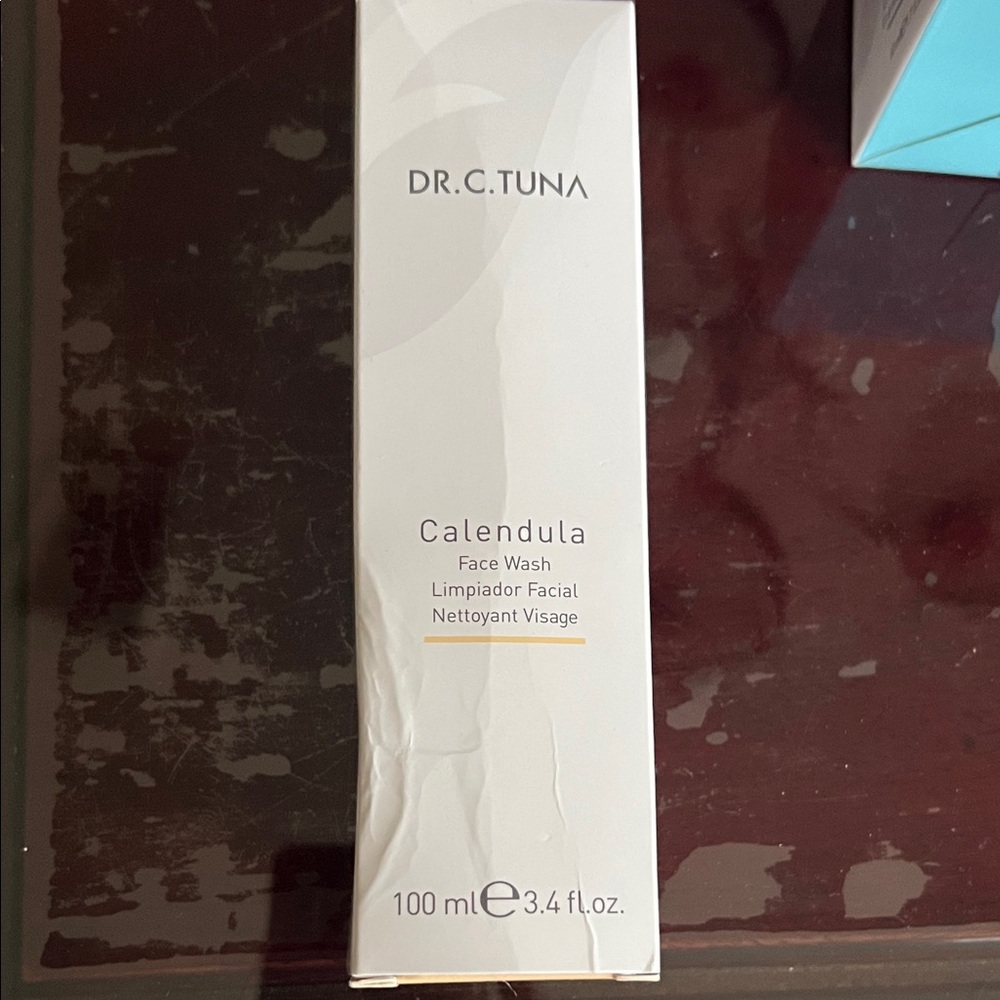 DR.C.TUNA
Calendula
Face Wash
Limpiador Facial
Nettoyant Visage
100 ml e 3.4 fl.oz.